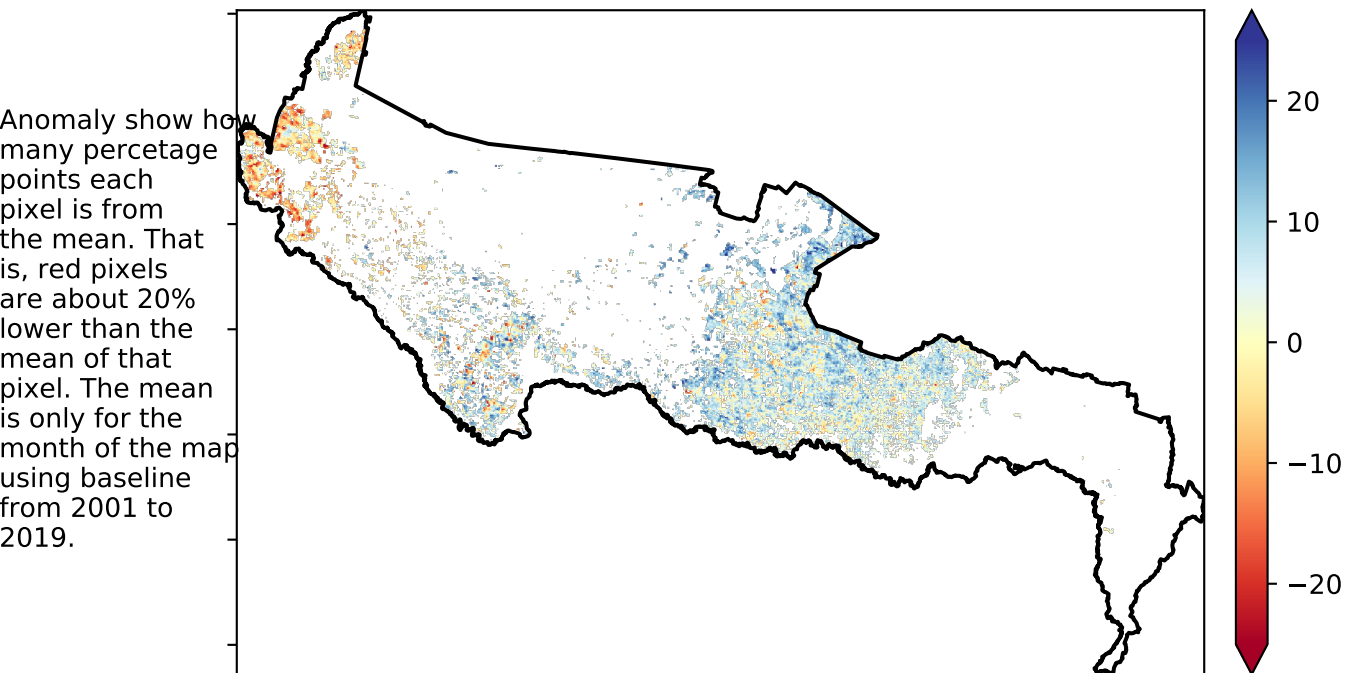 Anomaly show how
many percetage
points each
pixel is from
the mean. That
is, red pixels
are about 20%
lower than the
mean of that
pixel. The mean
is only for the
month of the map
using baseline
from 2001 to
2019.
20
10
0
−10
−20